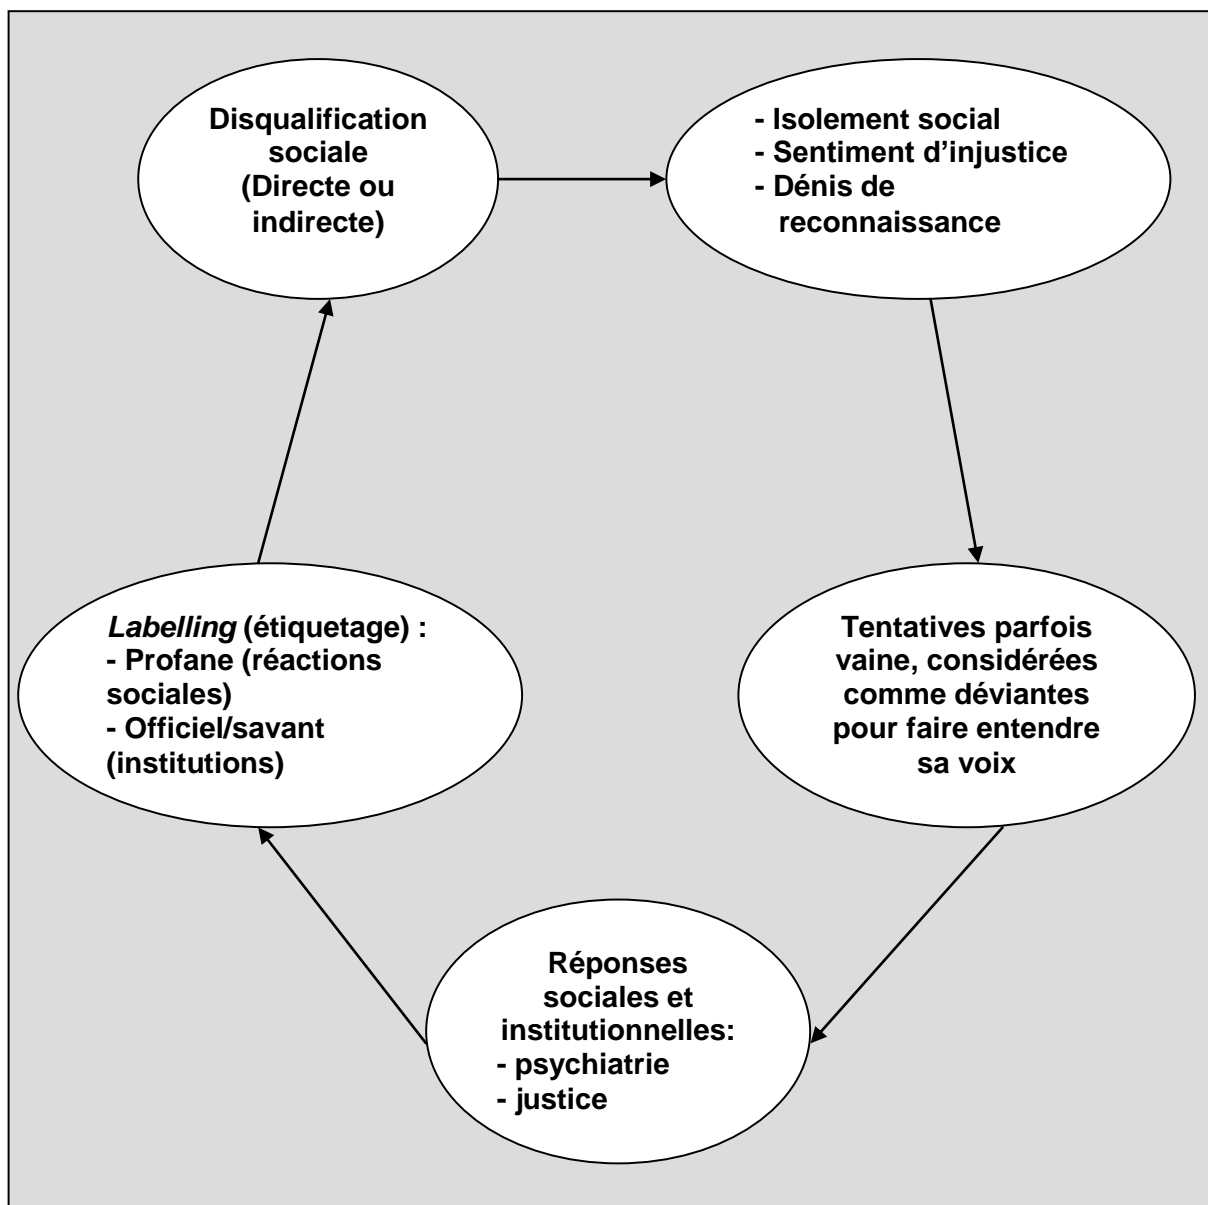 Disqualification
sociale
(Directe ou
indirecte)
- Isolement social
- Sentiment d’injustice
- Dénis de
reconnaissance
Tentatives parfois
vaine, considérées
comme déviantes
pour faire entendre
sa voix
Réponses
sociales et
institutionnelles:
- psychiatrie
- justice
Labelling (étiquetage) :
- Profane (réactions
sociales)
- Officiel/savant
(institutions)